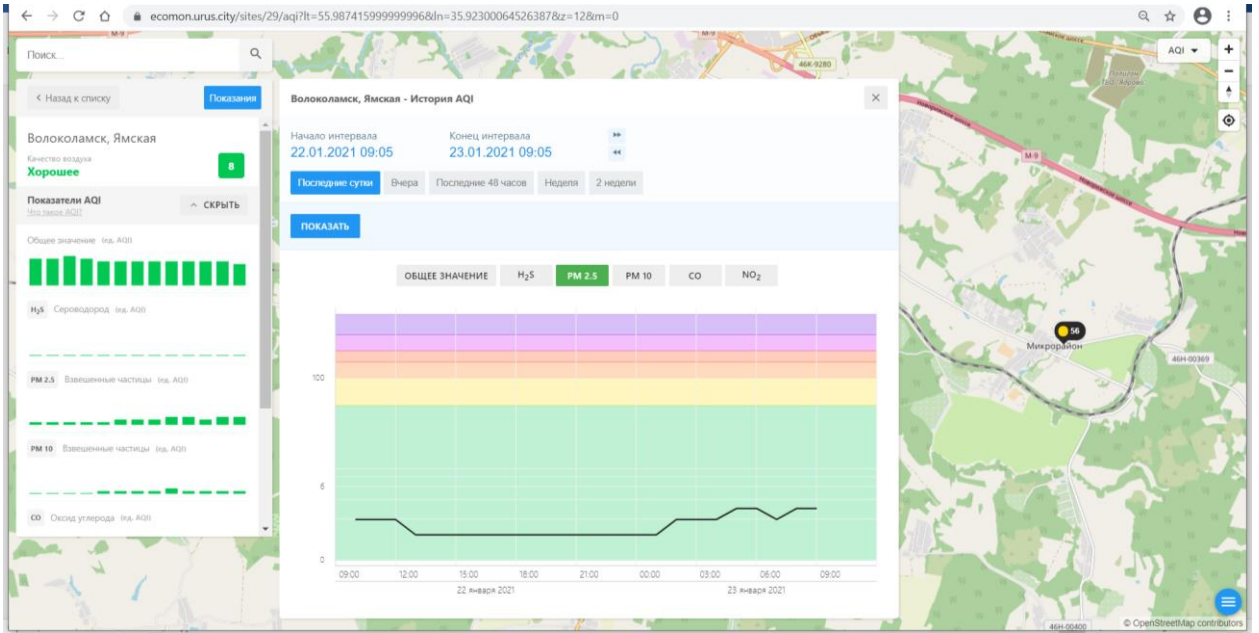 ecomon.urus.city/sites/29/aqi?lt=55.987415999999996&ln=35.92300064526387&z=12&m=0
Поиск...
< Назад к списку
Показания
Волоколамск, Ямская
Качество воздуха
Хорошее
8
Показатели AQI
Что такое AQI?
СКРЫТЬ
Общее значение (ед. AQI)
H₂S Сероводород (ед. AQI)
PM 2.5 Взвешенные частицы (ед. AQI)
PM 10 Взвешенные частицы (ед. AQI)
CO Оксид углерода (ед. AQI)
Волоколамск, Ямская - История AQI
Начало интервала
22.01.2021 09:05
Конец интервала
23.01.2021 09:05
Последние сутки
Вчера
Последние 48 часов
Неделя
2 недели
ПОКАЗАТЬ
ОБЩЕЕ ЗНАЧЕНИЕ
H₂S
PM 2.5
PM 10
CO
NO₂
100
6
0
09:00 12:00 15:00 18:00 21:00 00:00 03:00 06:00 09:00
22 января 2021
23 января 2021
M-9
M-9
46К-9280
AQI
+
−
M-9
56
Микрорайон
46Н-00369
46Н-00400
© OpenStreetMap contributors